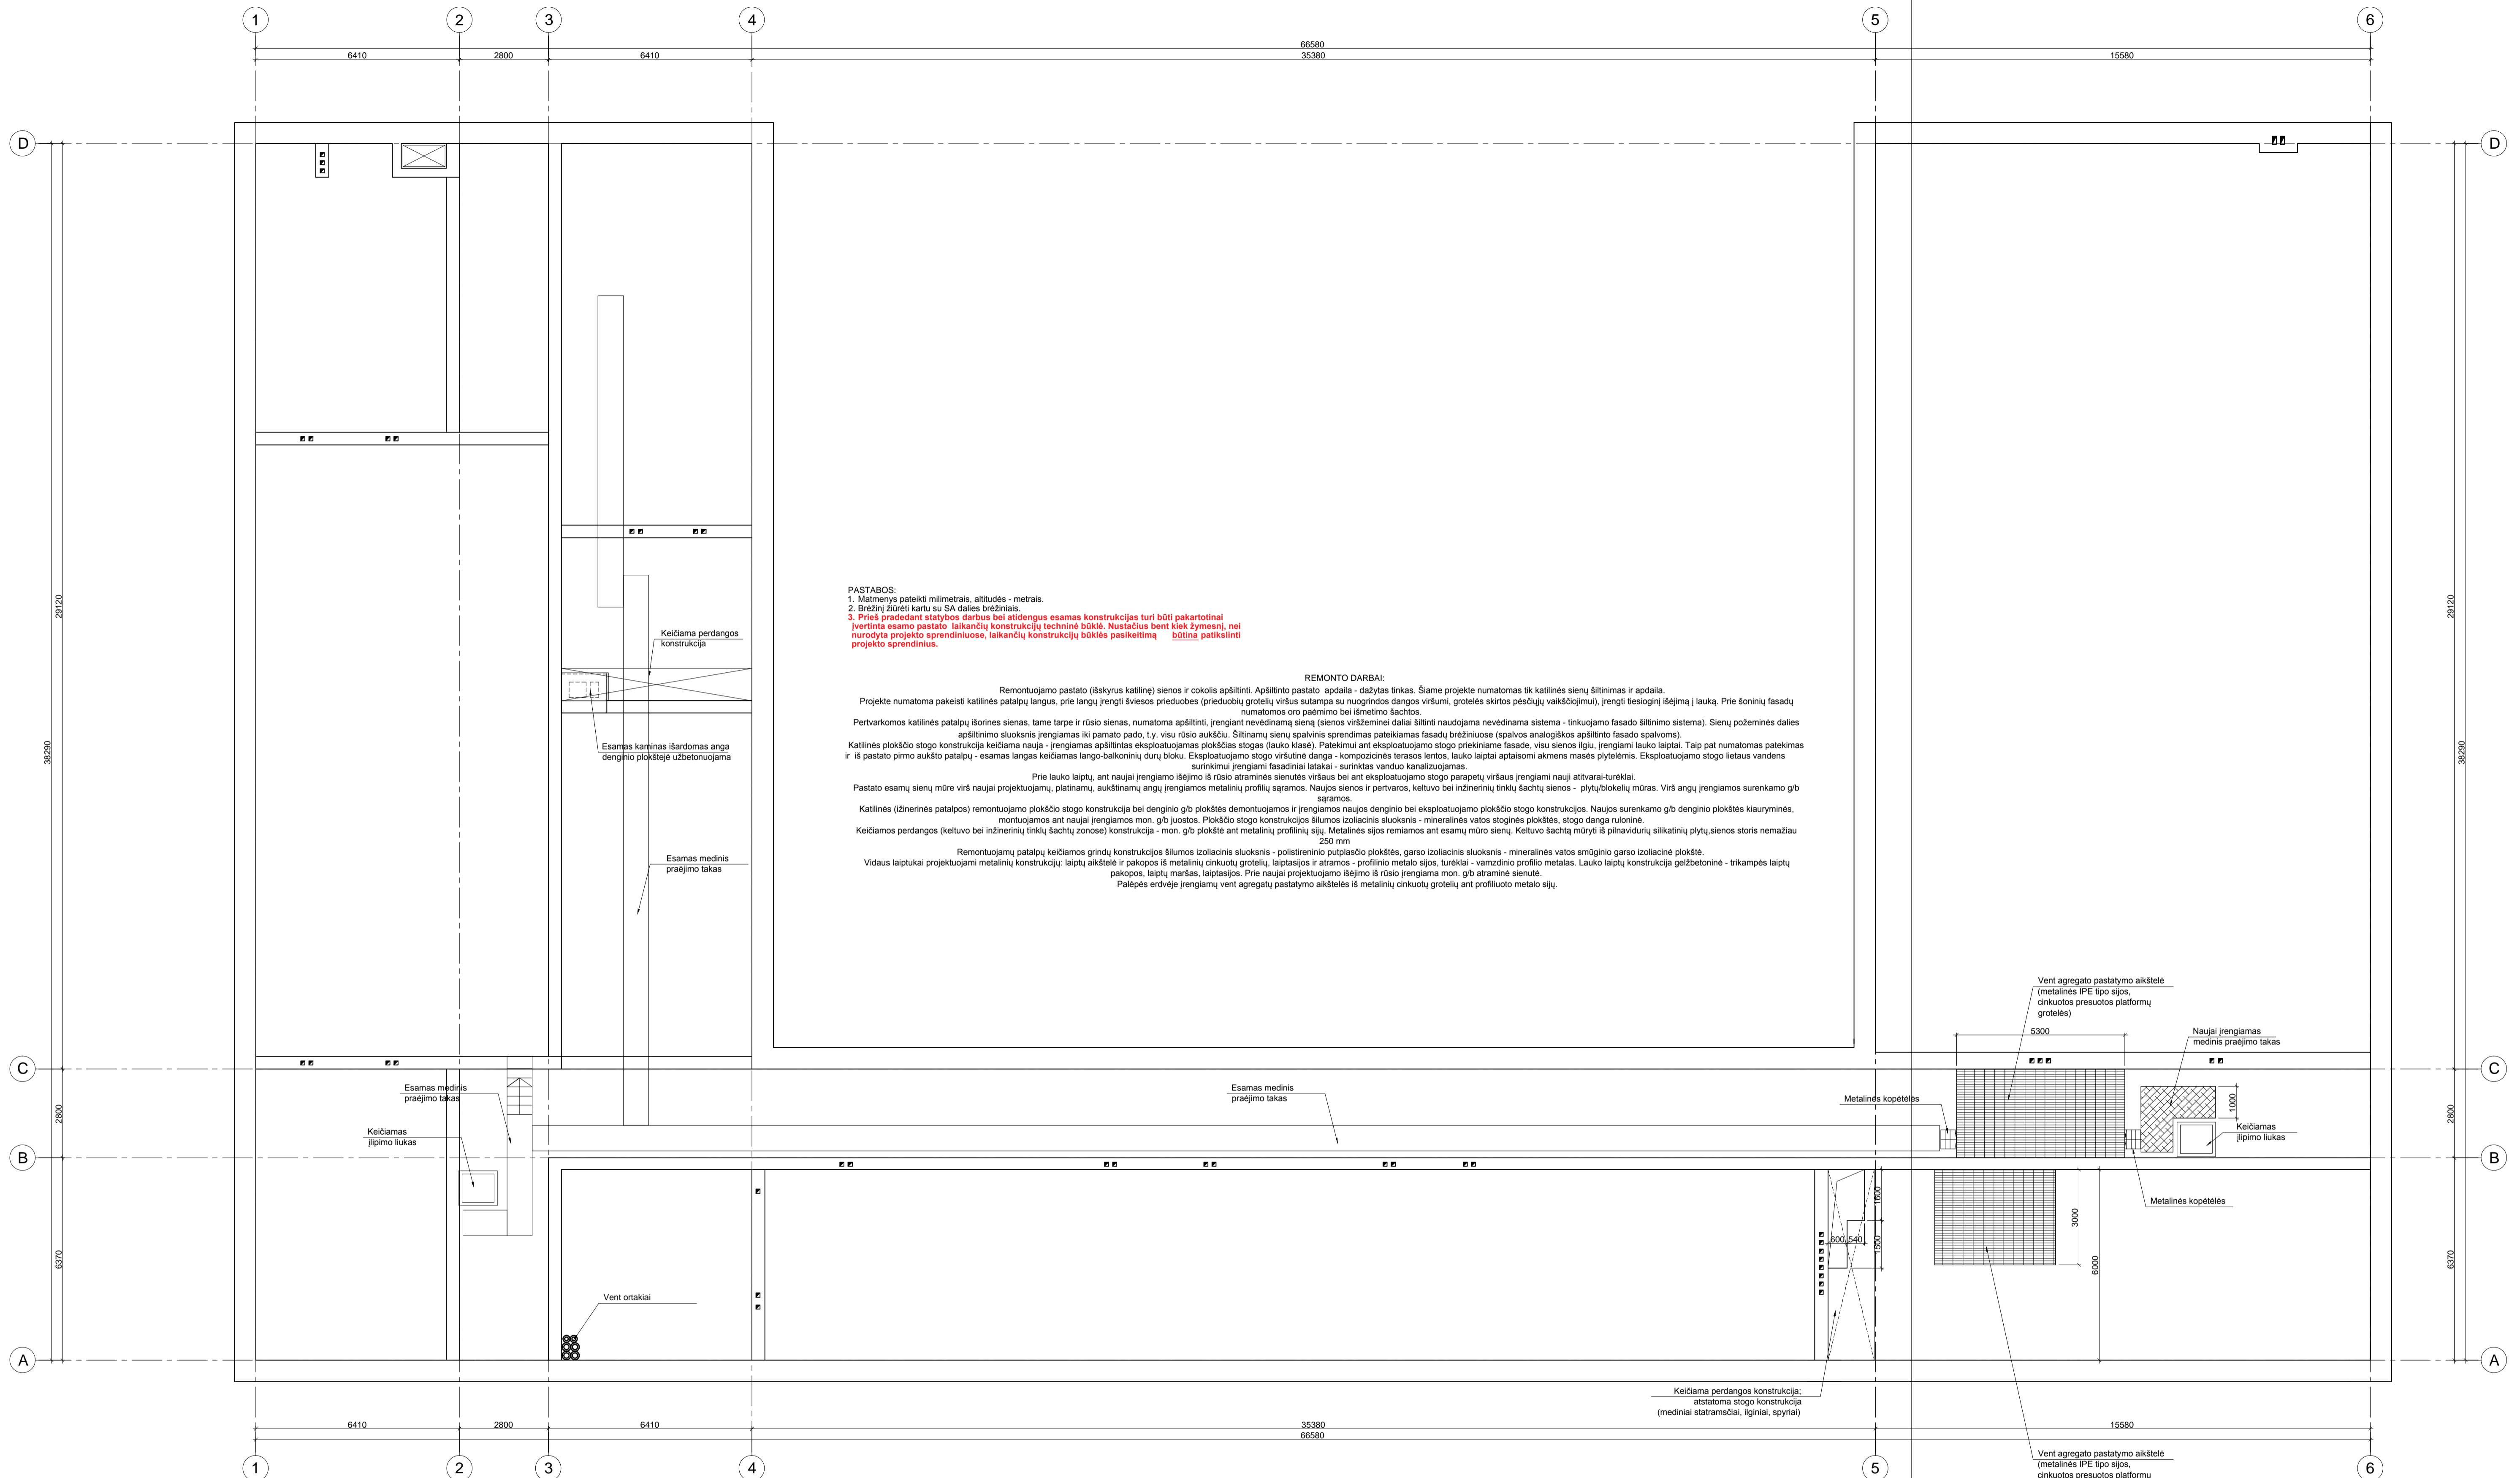 1 2 3 4 5 6
66580
6410 2800 6410 35380 15580
D D
29120 38290
29120 38290
PASTABOS:
1. Matmenys pateikti milimetrais, altitudės - metrais.
2. Brėžinį žiūrėti kartu su SA dalies brėžiniais.
3. Prieš pradedant statybos darbus bei atidengus esamas konstrukcijas turi būti pakartotinai
įvertinta esamo pastato laikančių konstrukcijų techninė būklė. Nustačius bent kiek žymesnį, nei
nurodyta projekto sprendiniuose, laikančių konstrukcijų būklės pasikeitimą būtina patikslinti
projekto sprendinius.
Keičiama perdangos
konstrukcija
REMONTO DARBAI:
Remontuojamo pastato (išskyrus katilinę) sienos ir cokolis apšiltinti. Apšiltinto pastato apdaila - dažytas tinkas. Šiame projekte numatomas tik katilinės sienų šiltinimas ir apdaila.
Projekte numatoma pakeisti katilinės patalpų langus, prie langų įrengti šviesos prieduobes (prieduobių grotelių viršus sutampa su nuogrindos dangos viršumi, grotelės skirtos pėsčiųjų vaikščiojimui), įrengti tiesioginį išėjimą į lauką. Prie šoninių fasadų
numatomos oro paėmimo bei išmetimo šachtos.
Pertvarkomos katilinės patalpų išorines sienas, tame tarpe ir rūsio sienas, numatoma apšiltinti, įrengiant nevėdinamą sieną (sienos viršžeminei daliai šiltinti naudojama nevėdinama sistema - tinkuojamo fasado šiltinimo sistema). Sienų požeminės dalies
apšiltinimo sluoksnis įrengiamas iki pamato pado, t.y. visu rūsio aukščiu. Šiltinamų sienų spalvinis sprendimas pateikiamas fasadų brėžiniuose (spalvos analogiškos apšiltinto fasado spalvoms).
Katilinės plokščio stogo konstrukcija keičiama nauja - įrengiamas apšiltintas eksploatuojamas plokščias stogas (lauko klasė). Patekimui ant eksploatuojamo stogo priekiniame fasade, visu sienos ilgiu, įrengiami lauko laiptai. Taip pat numatomas patekimas
ir iš pastato pirmo aukšto patalpų - esamas langas keičiamas lango-balkoninių durų bloku. Eksploatuojamo stogo viršutinė danga - kompozicinės terasos lentos, lauko laiptai aptaisomi akmens masės plytelėmis. Eksploatuojamo stogo lietaus vandens
surinkimui įrengiami fasadiniai latakai - surinktas vanduo kanalizuojamas.
Prie lauko laiptų, ant naujai įrengiamo išėjimo iš rūsio atraminės sienutės viršaus bei ant eksploatuojamo stogo parapetų viršaus įrengiami nauji atitvarai-turėklai.
Pastato esamų sienų mūre virš naujai projektuojamų, platinamų, aukštinamų angų įrengiamos metalinių profilių sąramos. Naujos sienos ir pertvaros, keltuvo bei inžinerinių tinklų šachtų sienos - plytų/blokelių mūras. Virš angų įrengiamos surenkamo g/b
sąramos.
Katilinės (ižinerinės patalpos) remontuojamo plokščio stogo konstrukcija bei denginio g/b plokštės demontuojamos ir įrengiamos naujos denginio bei eksploatuojamo plokščio stogo konstrukcijos. Naujos surenkamo g/b denginio plokštės kiauryminės,
montuojamos ant naujai įrengiamos mon. g/b juostos. Plokščio stogo konstrukcijos šilumos izoliacinis sluoksnis - mineralinės vatos stoginės plokštės, stogo danga ruloninė.
Keičiamos perdangos (keltuvo bei inžinerinių tinklų šachtų zonose) konstrukcija - mon. g/b plokštė ant metalinių profilinių sijų. Metalinės sijos remiamos ant esamų mūro sienų. Keltuvo šachtą mūryti iš pilnavidurių silikatinių plytų,sienos storis nemažiau
250 mm
Remontuojamų patalpų keičiamos grindų konstrukcijos šilumos izoliacinis sluoksnis - polistireninio putplasčio plokštės, garso izoliacinis sluoksnis - mineralinės vatos smūginio garso izoliacinė plokštė.
Vidaus laiptukai projektuojami metalinių konstrukcijų: laiptų aikštelė ir pakopos iš metalinių cinkuotų grotelių, laiptasijos ir atramos - profilinio metalo sijos, turėklai - vamzdinio profilio metalas. Lauko laiptų konstrukcija gelžbetoninė - trikampės laiptų
pakopos, laiptų maršas, laiptasijos. Prie naujai projektuojamo išėjimo iš rūsio įrengiama mon. g/b atraminė sienutė.
Palėpės erdvėje įrengiamų vent agregatų pastatymo aikštelės iš metalinių cinkuotų grotelių ant profiliuoto metalo sijų.
Esamas kaminas išardomas anga
denginio plokštejė užbetonuojama
Esamas medinis
praėjimo takas
Vent agregato pastatymo aikštelė
(metalinės IPE tipo sijos,
cinkuotos presuotos platformų
grotelės)
5300
Naujai įrengiamas
medinis praėjimo takas
C C
Esamas medinis
praėjimo takas
Esamas medinis
praėjimo takas
Metalinės kopėtėlės
1000
2800 2800
Keičiamas
įlipimo liukas
Keičiamas
įlipimo liukas
B B
Metalinės kopėtėlės
1600
600 540 1500
3000
6000
6370 6370
Vent ortakiai
A A
Keičiama perdangos konstrukcija;
atstatoma stogo konstrukcija
(mediniai statramsčiai, ilginiai, spyriai)
6410 2800 6410 35380 15580
66580
Vent agregato pastatymo aikštelė
(metalinės IPE tipo sijos,
cinkuotos presuotos platformų
1 2 3 4 5 6